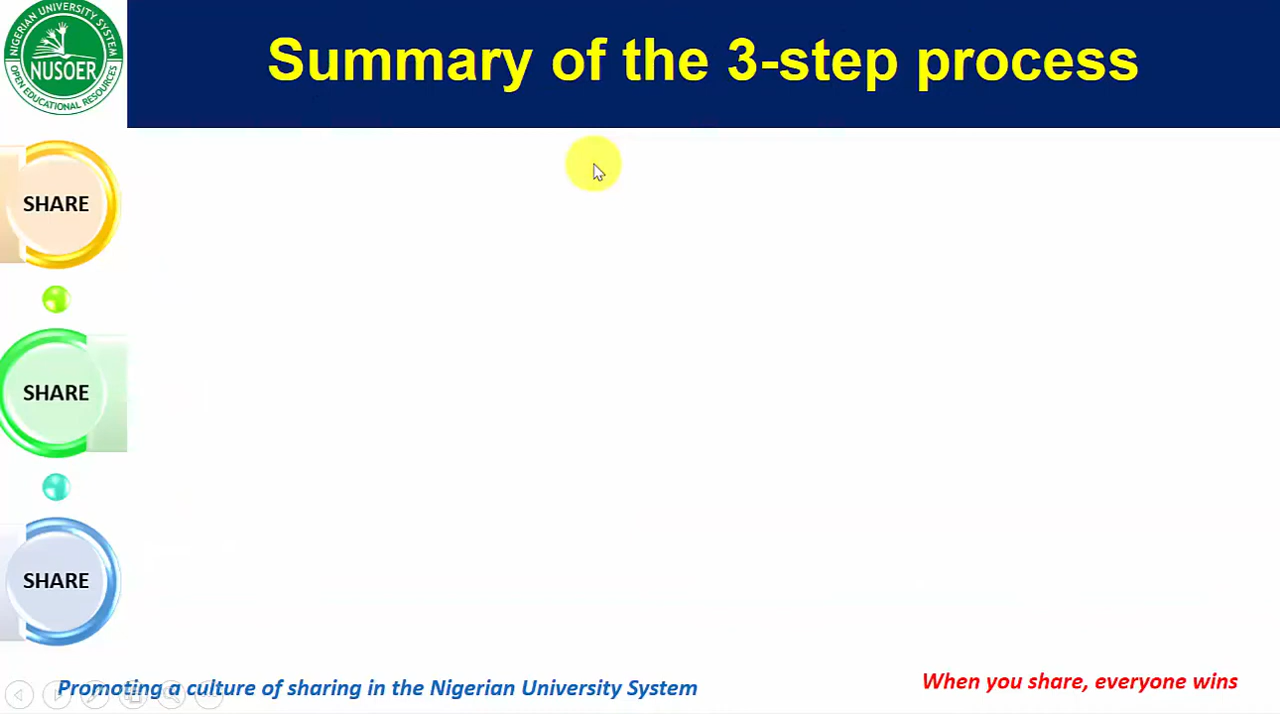 NIGERIAN UNIVERSITY SYSTEM
NUSOER
OPEN EDUCATIONAL RESOURCES
Summary of the 3-step process
SHARE
SHARE
SHARE
Promoting a culture of sharing in the Nigerian University System
When you share, everyone wins